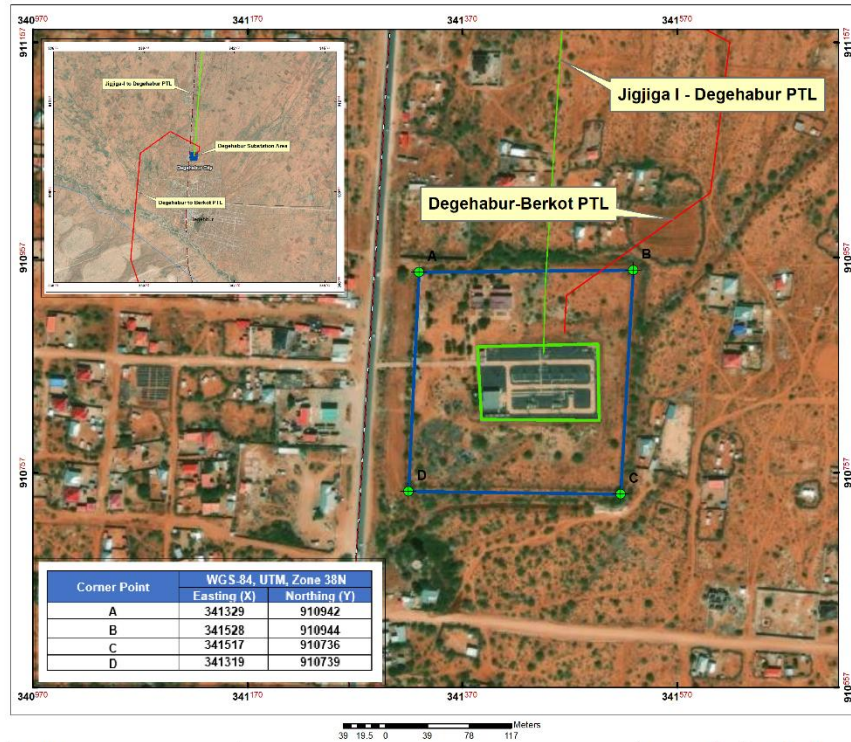 340970
341170
341370
341570
911157
911157
Jigjiga-I to Degehabur PTL
Degehabur Substation Area
Degehabur City
Degehabur to Berkot PTL
Jigjiga I - Degehabur PTL
Degehabur-Berkot PTL
910957
910957
A
B
910757
910757
D
C
Corner Point
WGS-84, UTM, Zone 38N
Easting (X) Northing (Y)
A 341329 910942
B 341528 910944
C 341517 910736
D 341319 910739
340970
341170
341370
341570
910557
Meters
39 19.5 0 39 78 117